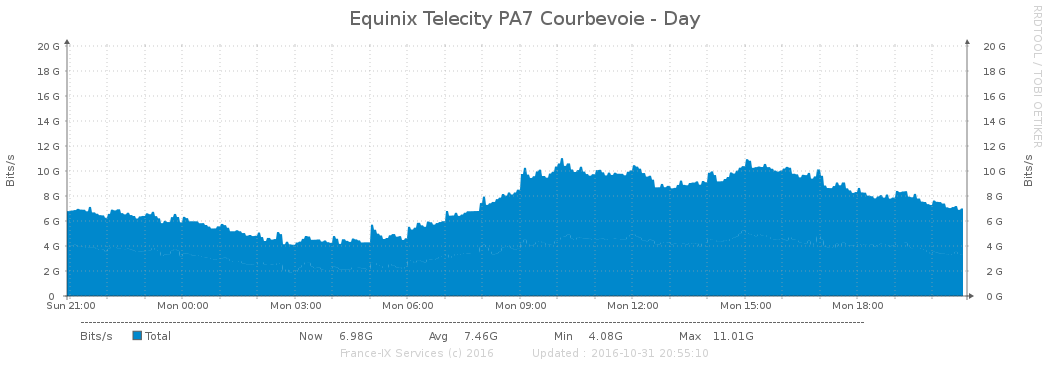 Equinix Telecity PA7 Courbevoie - Day
RRDTOOL / TOBI OETIKER
Bits/s
20 G 20 G
18 G 18 G
16 G 16 G
14 G 14 G
12 G 12 G
10 G 10 G
8 G 8 G
6 G 6 G
4 G 4 G
2 G 2 G
0 0 G
Bits/s
Sun 21:00 Mon 00:00 Mon 03:00 Mon 06:00 Mon 09:00 Mon 12:00 Mon 15:00 Mon 18:00
Bits/s Total Now 6.98G Avg 7.46G Min 4.08G Max 11.01G
France-IX Services (c) 2016 Updated : 2016-10-31 20:55:10